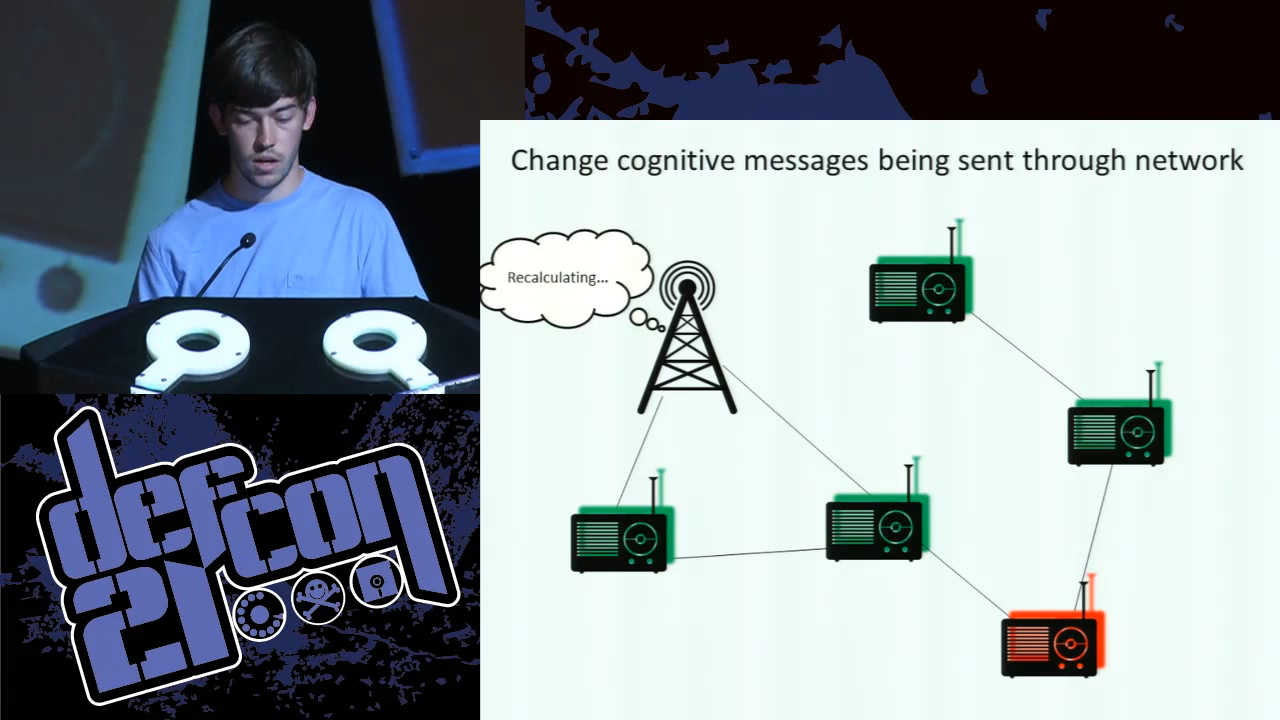 Change cognitive messages being sent through network
Recalculating...
defcon
21